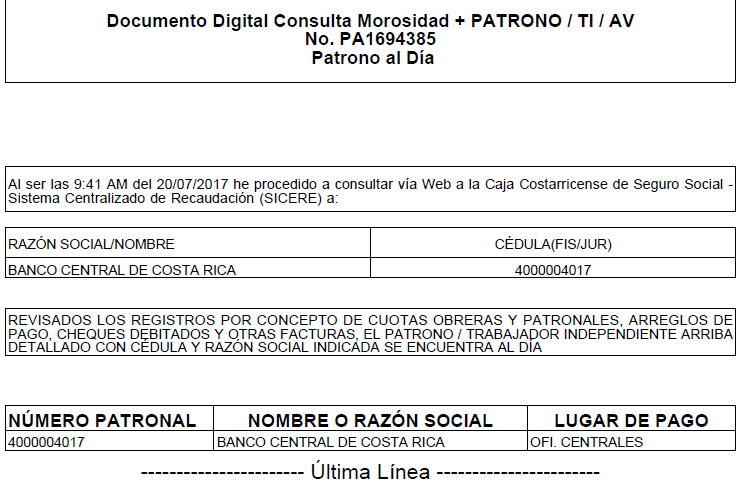 Documento Digital Consulta Morosidad + PATRONO / TI / AV
No. PA1694385
Patrono al Día
Al ser las 9:41 AM del 20/07/2017 he procedido a consultar vía Web a la Caja Costarricense de Seguro Social -
Sistema Centralizado de Recaudación (SICERE) a:
RAZÓN SOCIAL/NOMBRE CÉDULA(FIS/JUR)
BANCO CENTRAL DE COSTA RICA 4000004017
REVISADOS LOS REGISTROS POR CONCEPTO DE CUOTAS OBRERAS Y PATRONALES, ARREGLOS DE
PAGO, CHEQUES DEBITADOS Y OTRAS FACTURAS, EL PATRONO / TRABAJADOR INDEPENDIENTE ARRIBA
DETALLADO CON CÉDULA Y RAZÓN SOCIAL INDICADA SE ENCUENTRA AL DÍA
NÚMERO PATRONAL NOMBRE O RAZÓN SOCIAL LUGAR DE PAGO
4000004017 BANCO CENTRAL DE COSTA RICA OFI. CENTRALES
----------------------- Última Línea -----------------------